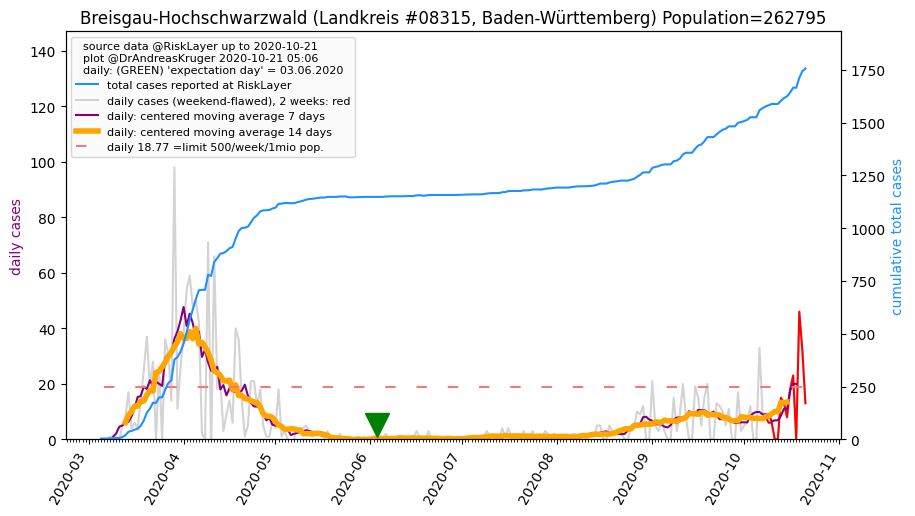 Breisgau-Hochschwarzwald (Landkreis #08315, Baden-Württemberg) Population=262795
source data @RiskLayer up to 2020-10-21
plot @DrAndreasKruger 2020-10-21 05:06
daily: (GREEN) 'expectation day' = 03.06.2020
total cases reported at RiskLayer
daily cases (weekend-flawed), 2 weeks: red
daily: centered moving average 7 days
daily: centered moving average 14 days
daily 18.77 =limit 500/week/1mio pop.
daily cases
140
120
100
80
60
40
20
0
cumulative total cases
1750
1500
1250
1000
750
500
250
0
2020-03
2020-04
2020-05
2020-06
2020-07
2020-08
2020-09
2020-10
2020-11